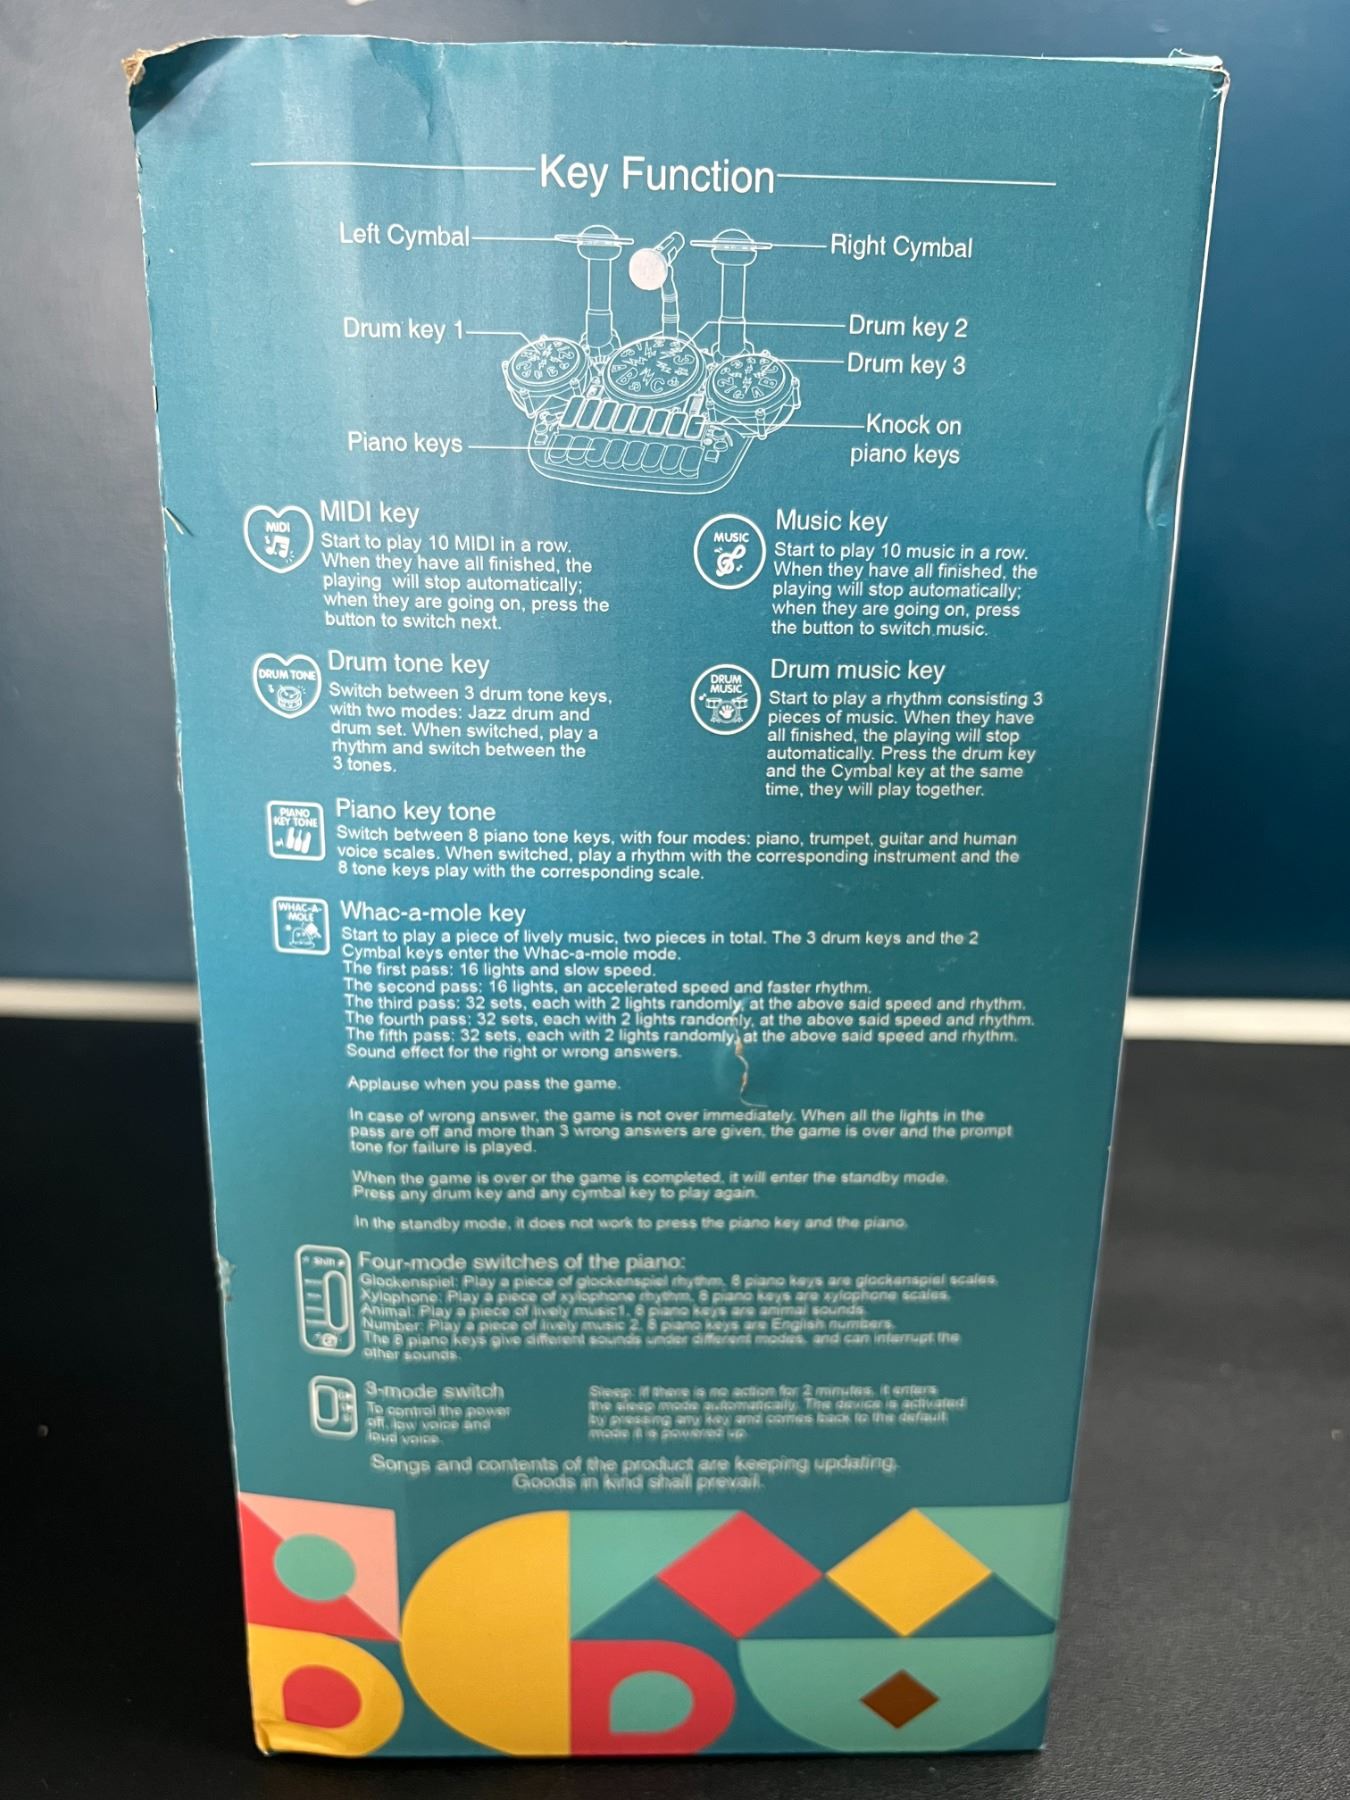 Key Function
Left Cymbal
Right Cymbal
Drum key 1
Drum key 2
Drum key 3
Knock on
piano keys
Piano keys
MIDI
MIDI key
Start to play 10 MIDI in a row.
When they have all finished, the
playing will stop automatically;
when they are going on, press the
button to switch next.
MUSIC
Music key
Start to play 10 music in a row.
When they have all finished, the
playing will stop automatically;
when they are going on, press
the button to switch music.
DRUM TONE
Drum tone key
Switch between 3 drum tone keys,
with two modes: Jazz drum and
drum set. When switched, play a
rhythm and switch between the
3 tones.
DRUM
MUSIC
Drum music key
Start to play a rhythm consisting 3
pieces of music. When they have
all finished, the playing will stop
automatically. Press the drum key
and the Cymbal key at the same
time, they will play together.
PIANO
KEY TONE
Piano key tone
Switch between 8 piano tone keys, with four modes: piano, trumpet, guitar and human
voice scales. When switched, play a rhythm with the corresponding instrument and the
8 tone keys play with the corresponding scale.
WHAC-A-
MOLE
Whac-a-mole key
Start to play a piece of lively music, two pieces in total. The 3 drum keys and the 2
Cymbal keys enter the Whac-a-mole mode.
The first pass: 16 lights and slow speed.
The second pass: 16 lights, an accelerated speed and faster rhythm.
The third pass: 32 sets, each with 2 lights randomly, at the above said speed and rhythm.
The fourth pass: 32 sets, each with 2 lights randomly, at the above said speed and rhythm.
The fifth pass: 32 sets, each with 2 lights randomly, at the above said speed and rhythm.
Sound effect for the right or wrong answers.
Applause when you pass the game.
In case of wrong answer, the game is not over immediately. When all the lights in the
pass are off and more than 3 wrong answers are given, the game is over and the prompt
tone for failure is played.
When the game is over or the game is completed, it will enter the standby mode.
Press any drum key and any cymbal key to play again.
In the standby mode, it does not work to press the piano key and the piano.
Shift
Four-mode switches of the piano:
Glockenspiel: Play a piece of glockenspiel rhythm. 8 piano keys are glockenspiel scales.
Xylophone: Play a piece of xylophone rhythm. 8 piano keys are xylophone scales.
Animal: Play a piece of lively music1. 8 piano keys are animal sounds.
Number: Play a piece of lively music 2. 8 piano keys are English numbers.
The 8 piano keys give different sounds under different modes, and can interrupt the
other sounds.
3-mode switch
To control the power
off, low voice and
loud voice.
Sleep: If there is no action for 2 minutes, it enters
the sleep mode automatically. The device is activated
by pressing any key and comes back to the default
mode it is powered up.
Songs and contents of the product are keeping updating.
Goods in kind shall prevail.